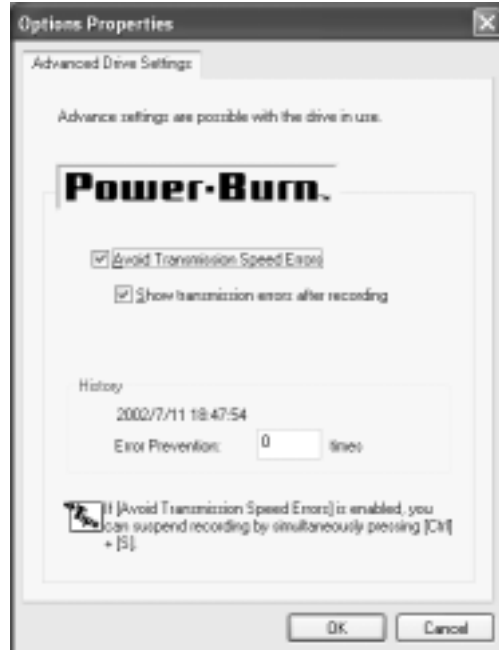 Options Properties
Advanced Drive Settings
Advance settings are possible with the drive in use.
Power-Burn™
Avoid Transmission Speed Errors
Show transmission errors after recording
History
2002/7/11 18:47:54
Error Prevention: 0 times
If [Avoid Transmission Speed Errors] is enabled, you
can suspend recording by simultaneously pressing [Ctrl]
+ [S].
OK Cancel